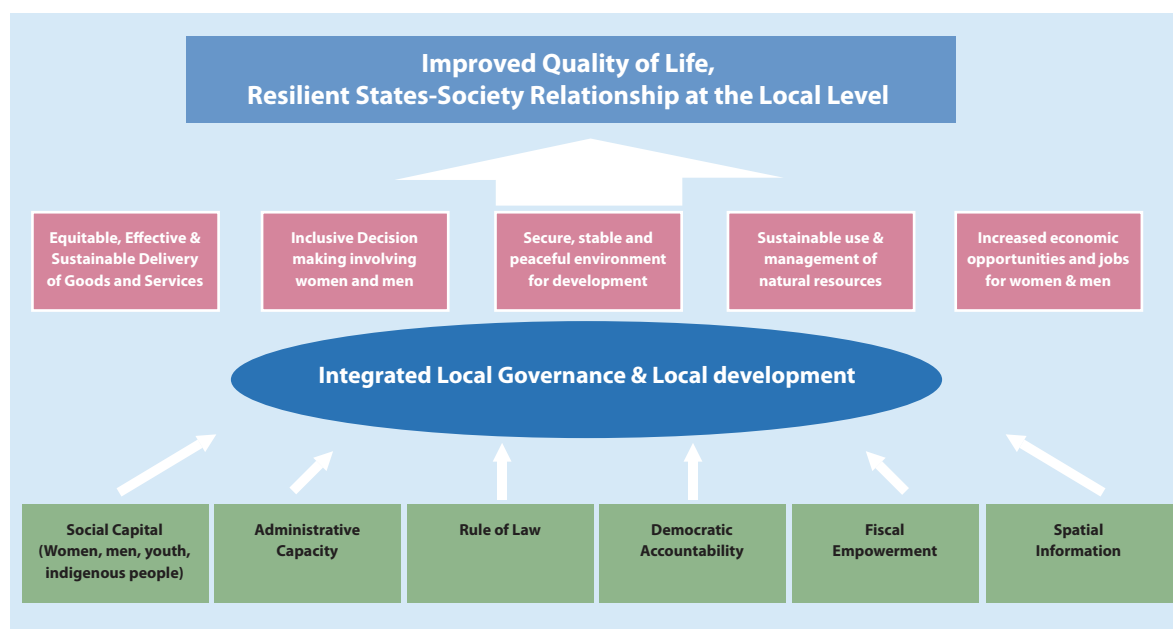 Improved Quality of Life,
Resilient States-Society Relationship at the Local Level
Equitable, Effective &
Sustainable Delivery
of Goods and Services
Inclusive Decision
making involving
women and men
Secure, stable and
peaceful environment
for development
Sustainable use &
management of
natural resources
Increased economic
opportunities and jobs
for women & men
Integrated Local Governance & Local development
Social Capital
(Women, men, youth,
indigenous people)
Administrative
Capacity
Rule of Law
Democratic
Accountability
Fiscal
Empowerment
Spatial
Information